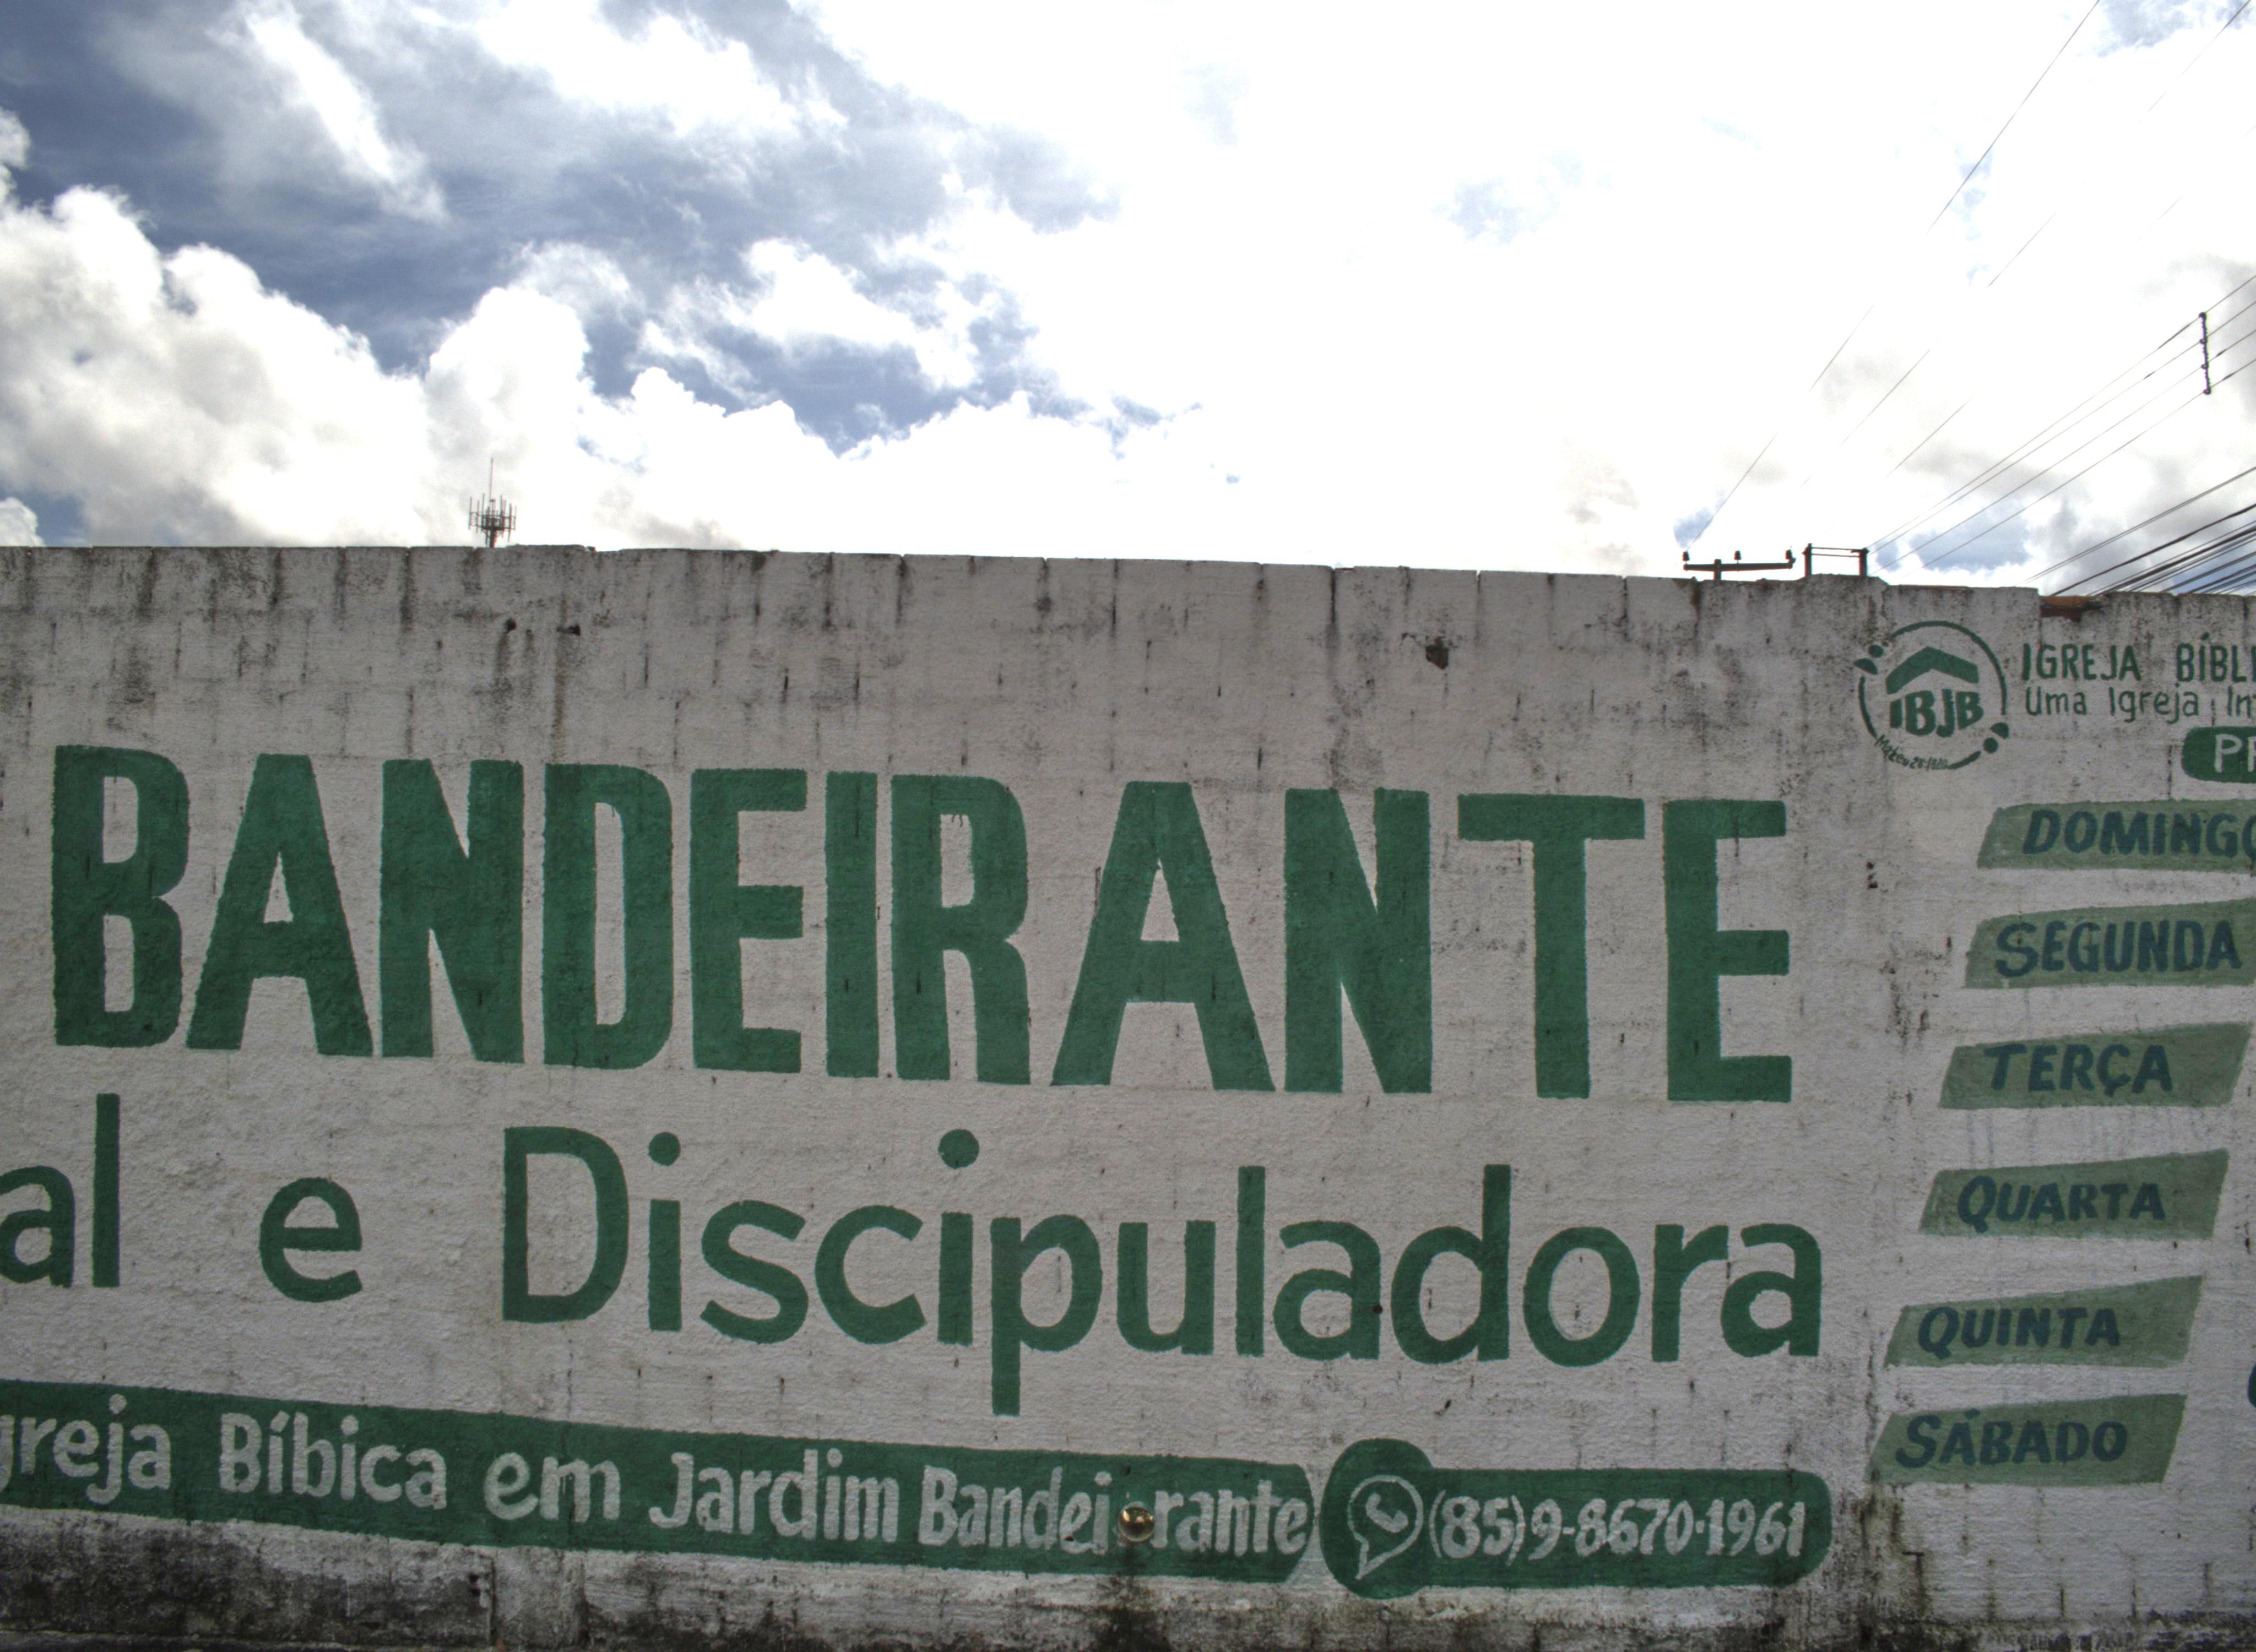 BANDEIRANTE
al e Discipuladora
greja Bíbica em Jardim Bandeirante
(85)9-8670-1961
IBJB
IGREJA BÍBLI
Uma Igreja In
PR
DOMINGO
SEGUNDA
TERÇA
QUARTA
QUINTA
SÁBADO